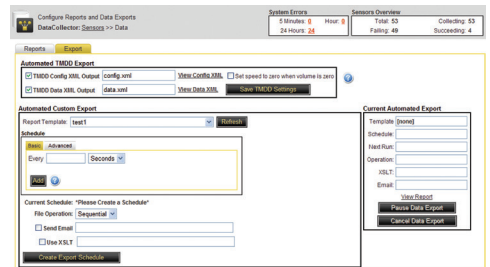 Configure Reports and Data Exports
DataCollector: Sensors >> Data
System Errors
5 Minutes: 0 Hour: 0
24 Hours: 24
Sensors Overview
Total: 53 Collecting: 53
Failing: 49 Succeeding: 4
Reports Export
Automated TMDD Export
TMDD Config XML Output config.xml View Config XML Set speed to zero when volume is zero
TMDD Data XML Output data.xml View Data XML Save TMDD Settings
Automated Custom Export
Report Template: test1 Refresh
Schedule
Basic Advanced
Every Seconds
Add
Current Schedule: *Please Create a Schedule*
File Operation: Sequential
Send Email
Use XSLT
Create Export Schedule
Current Automated Export
Template: [none]
Schedule:
Next Run:
Operation:
XSLT:
Email:
View Report
Pause Data Export
Cancel Data Export